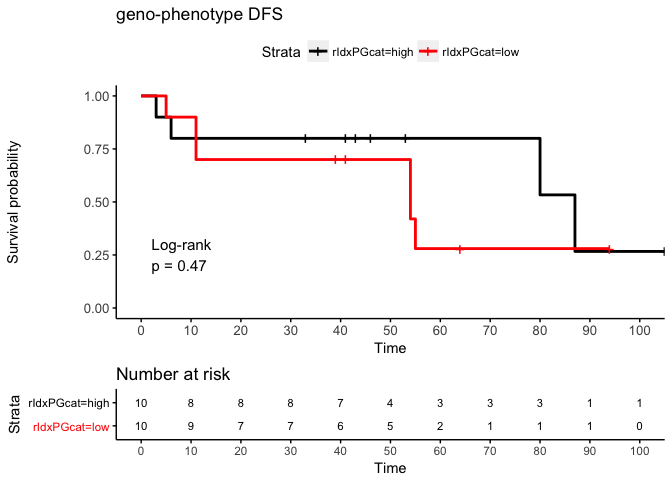 geno-phenotype DFS
Strata rIdxPGcat=high rIdxPGcat=low
Survival probability
1.00
0.75
0.50
0.25
0.00
Log-rank
p = 0.47
0 10 20 30 40 50 60 70 80 90 100
Time
Number at risk
Strata
rIdxPGcat=high 10 8 8 8 7 4 3 3 3 1 1
rIdxPGcat=low 10 9 7 7 6 5 2 1 1 1 0
0 10 20 30 40 50 60 70 80 90 100
Time